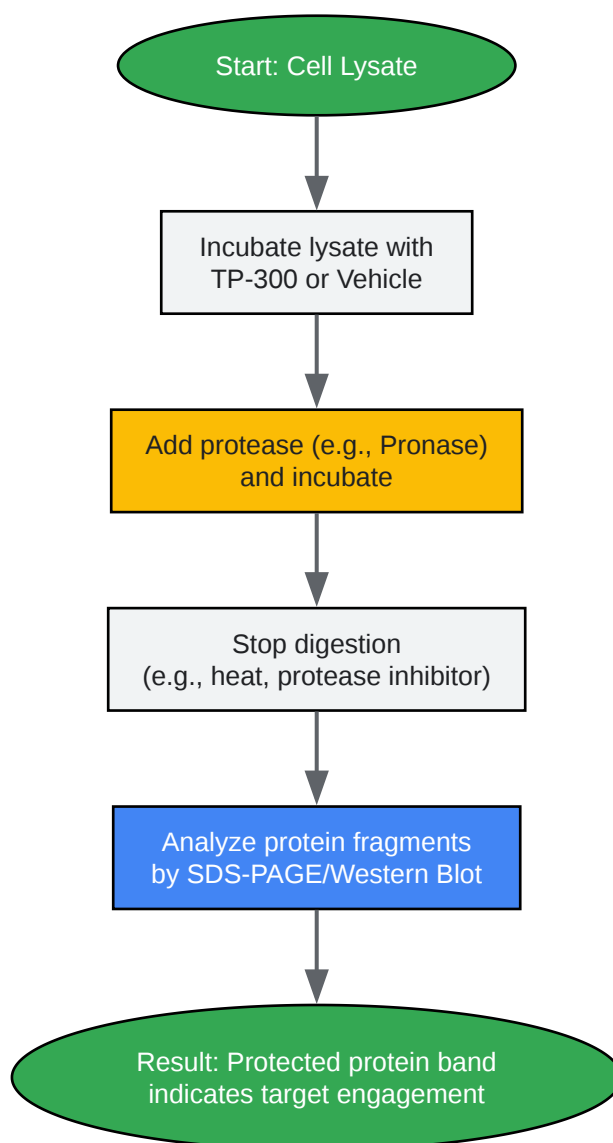 Start: Cell Lysate
Incubate lysate with
TP-300 or Vehicle
Add protease (e.g., Pronase)
and incubate
Stop digestion
(e.g., heat, protease inhibitor)
Analyze protein fragments
by SDS-PAGE/Western Blot
Result: Protected protein band
indicates target engagement